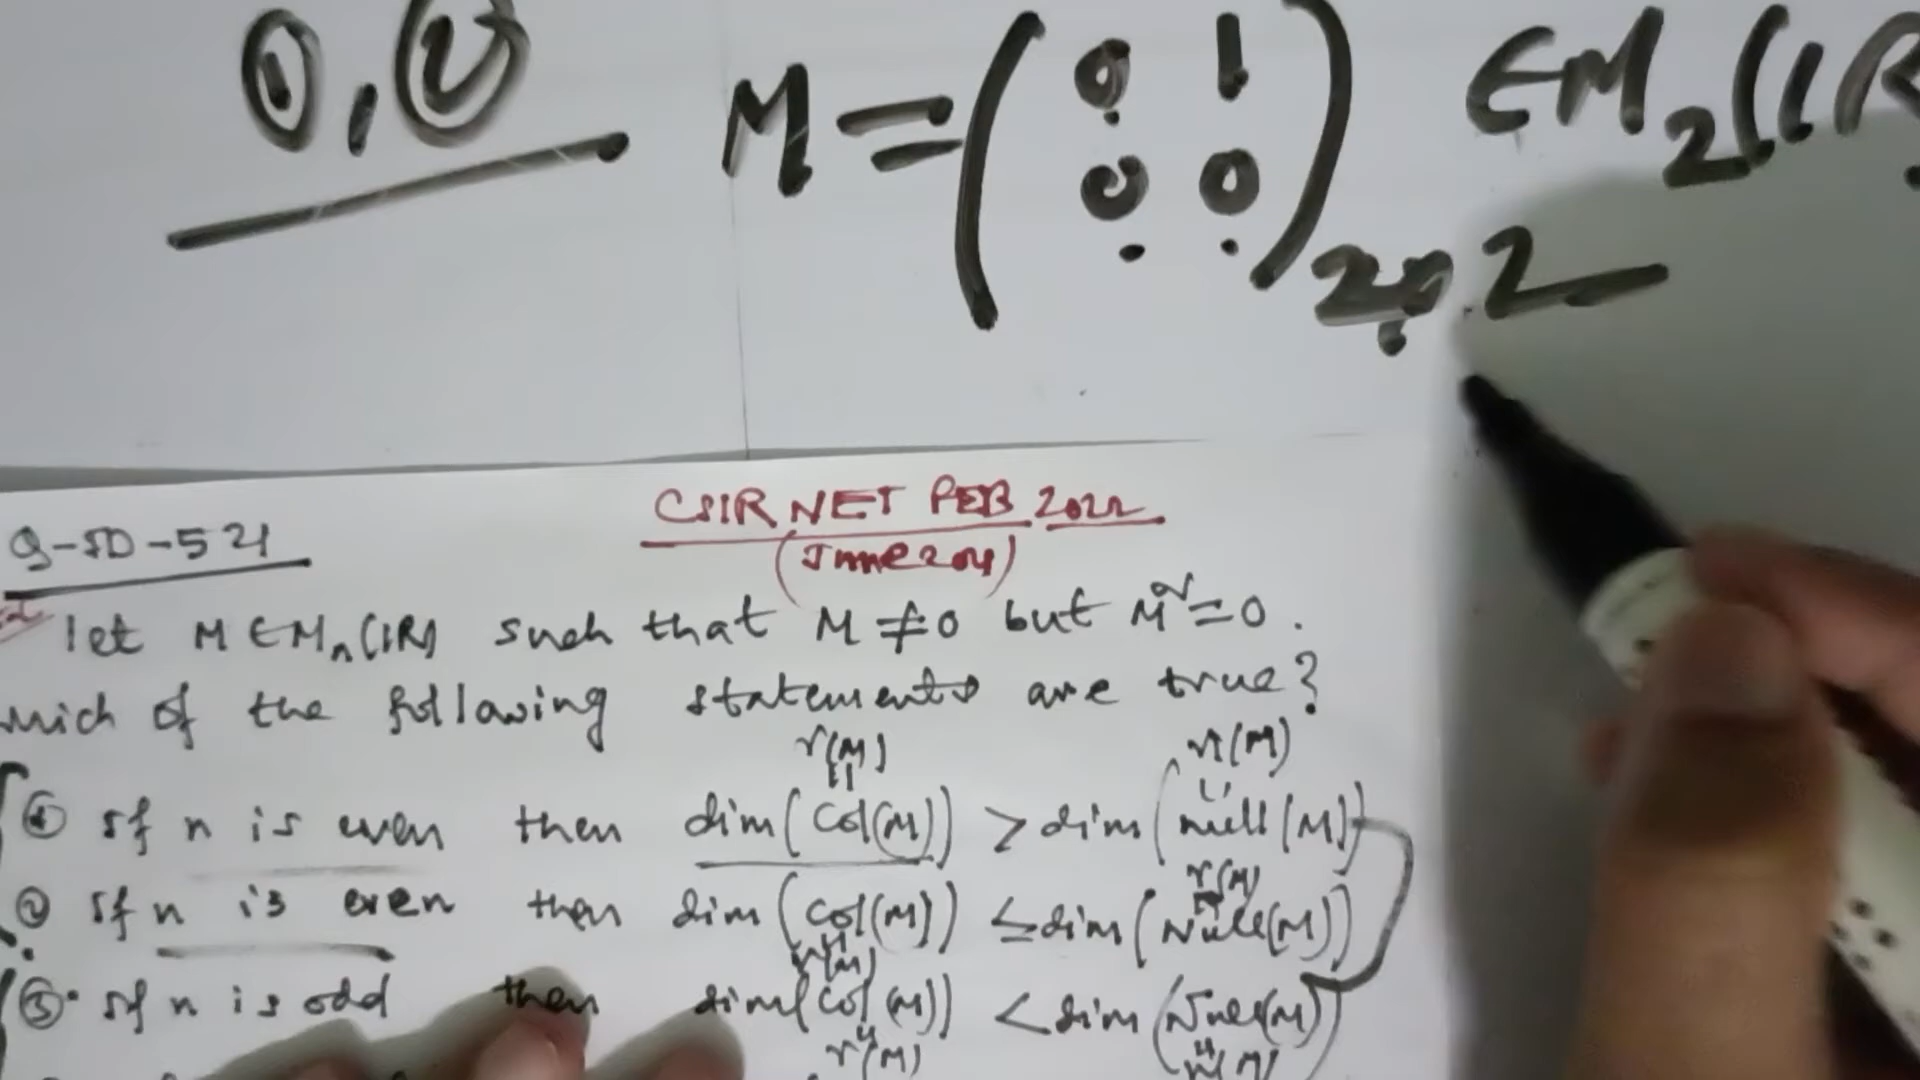 ①, ② M = ( 0 1 ∈ M₂(IR
0 0 ) 2×2
CSIR NET FEB 2022
g-SD-521
(June 2021)
let M ∈ Mₙ(IR) such that M ≠ 0 but M² = 0.
which of the following statements are true?
r(M) η(M)
① If n is even then dim(Col(M)) > dim(null(M))
② If n is even then dim(Col(M)) ≤ dim(Null(M))
③ If n is odd then dim(Col(M)) < dim(Null(M))
r(M) η(M)